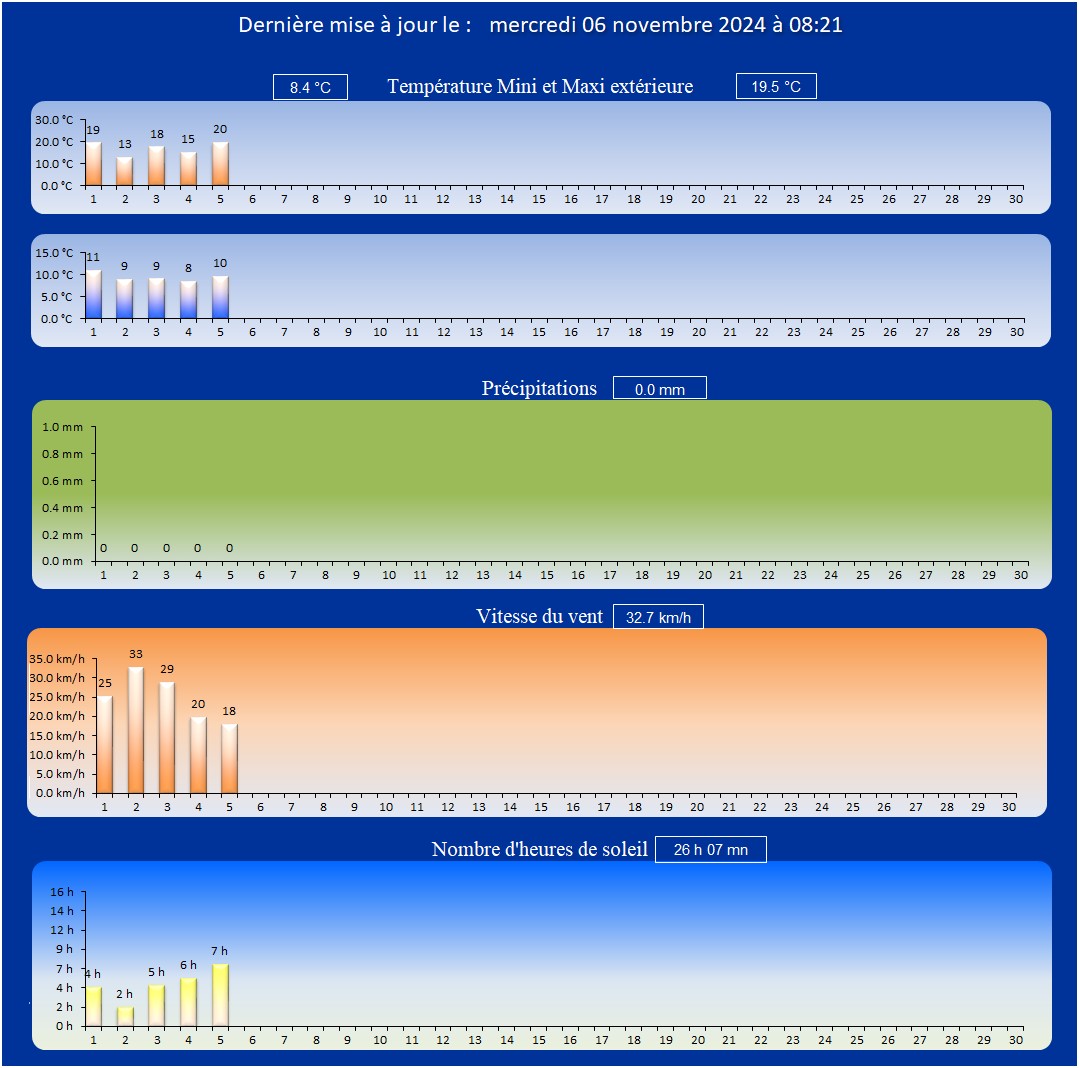 Dernière mise à jour le : mercredi 06 novembre 2024 à 08:21
8.4 °C Température Mini et Maxi extérieure 19.5 °C
30.0 °C
20.0 °C
10.0 °C
0.0 °C
19 13 18 15 20
1 2 3 4 5 6 7 8 9 10 11 12 13 14 15 16 17 18 19 20 21 22 23 24 25 26 27 28 29 30
15.0 °C
10.0 °C
5.0 °C
0.0 °C
11 9 9 8 10
1 2 3 4 5 6 7 8 9 10 11 12 13 14 15 16 17 18 19 20 21 22 23 24 25 26 27 28 29 30
Précipitations 0.0 mm
1.0 mm
0.8 mm
0.6 mm
0.4 mm
0.2 mm
0.0 mm
0 0 0 0 0
1 2 3 4 5 6 7 8 9 10 11 12 13 14 15 16 17 18 19 20 21 22 23 24 25 26 27 28 29 30
Vitesse du vent 32.7 km/h
35.0 km/h
30.0 km/h
25.0 km/h
20.0 km/h
15.0 km/h
10.0 km/h
5.0 km/h
0.0 km/h
25 33 29 20 18
1 2 3 4 5 6 7 8 9 10 11 12 13 14 15 16 17 18 19 20 21 22 23 24 25 26 27 28 29 30
Nombre d'heures de soleil 26 h 07 mn
16 h
14 h
12 h
9 h
7 h
4 h
2 h
0 h
4 h 2 h 5 h 6 h 7 h
1 2 3 4 5 6 7 8 9 10 11 12 13 14 15 16 17 18 19 20 21 22 23 24 25 26 27 28 29 30